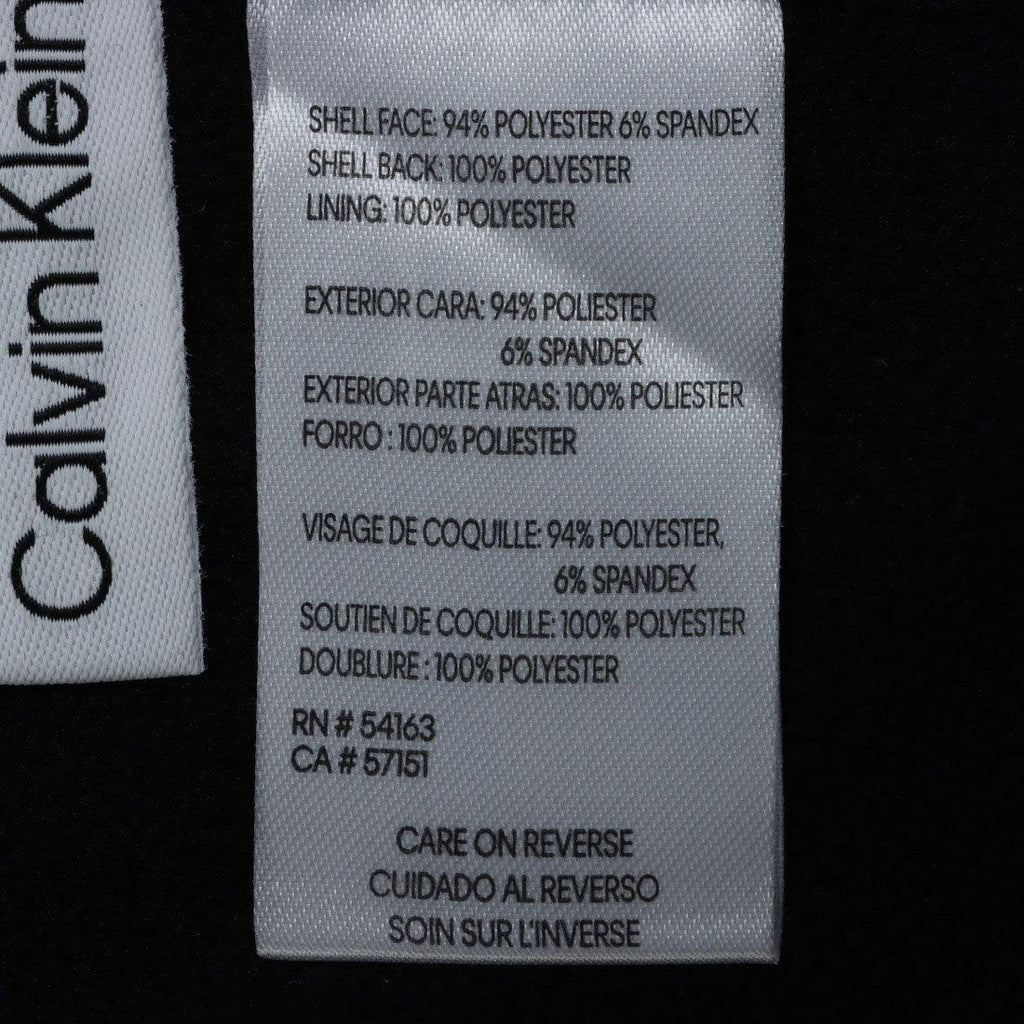 Calvin Klein
SHELL FACE: 94% POLYESTER 6% SPANDEX
SHELL BACK: 100% POLYESTER
LINING: 100% POLYESTER
EXTERIOR CARA: 94% POLIESTER
6% SPANDEX
EXTERIOR PARTE ATRAS: 100% POLIESTER
FORRO : 100% POLIESTER
VISAGE DE COQUILLE: 94% POLYESTER,
6% SPANDEX
SOUTIEN DE COQUILLE: 100% POLYESTER
DOUBLURE : 100% POLYESTER
RN # 54163
CA # 57151
CARE ON REVERSE
CUIDADO AL REVERSO
SOIN SUR L'INVERSE